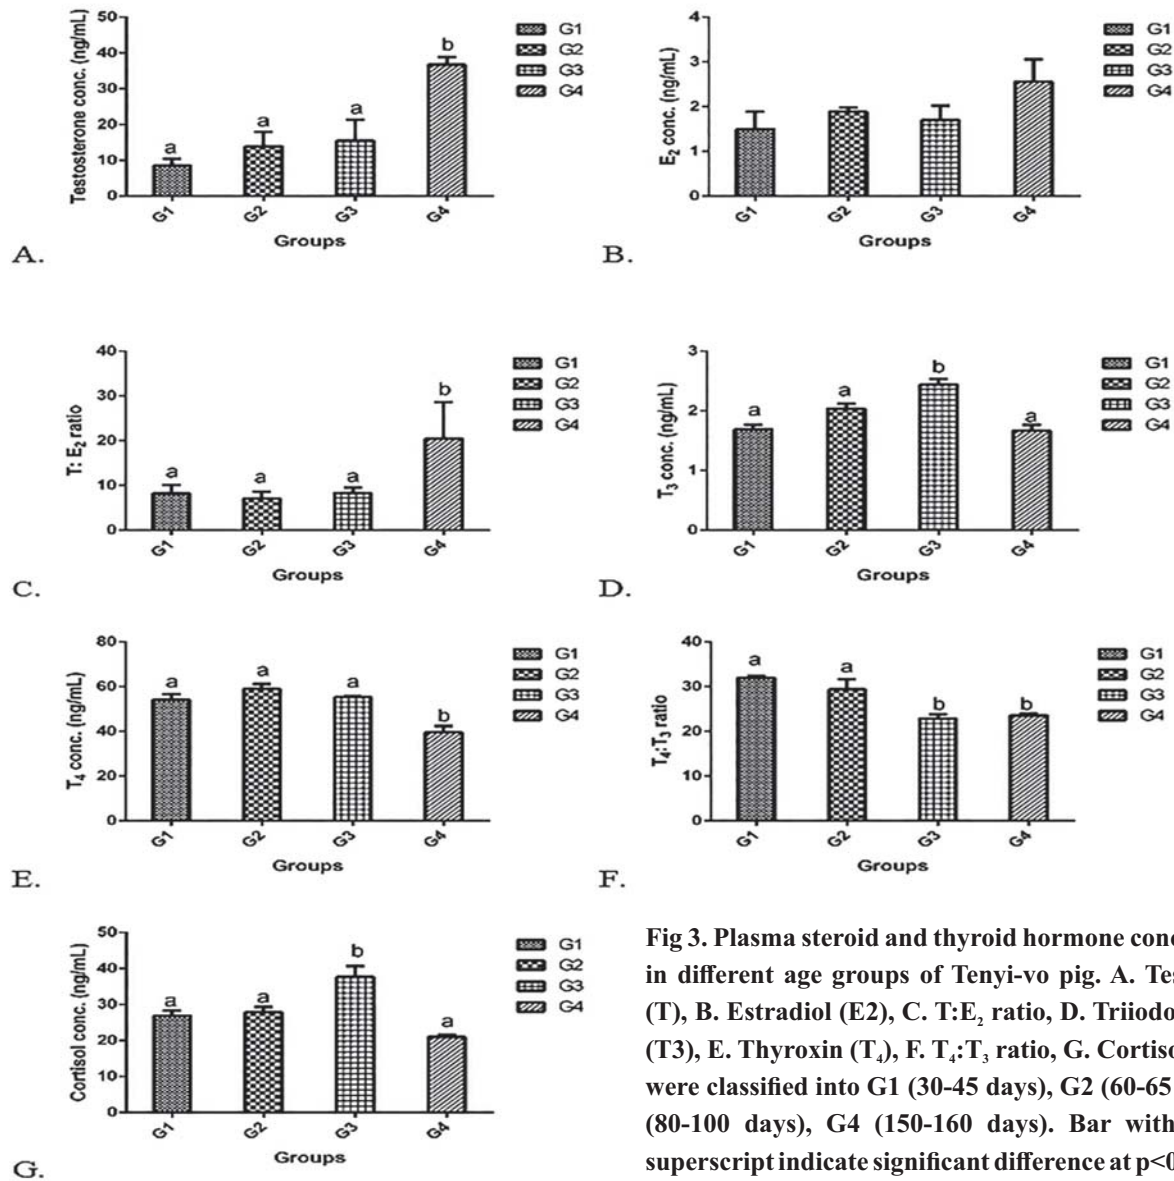 Testosterone conc. (ng/mL)
50
40
30
20
10
0
a
a
a
b
G1
G2
G3
G4
Groups
G1
G2
G3
G4
A.
E2 conc. (ng/mL)
4
3
2
1
0
G1
G2
G3
G4
Groups
G1
G2
G3
G4
B.
T: E2 ratio
40
30
20
10
0
a
a
a
b
G1
G2
G3
G4
Groups
G1
G2
G3
G4
C.
T3 conc. (ng/mL)
3
2
1
0
a
a
b
a
G1
G2
G3
G4
Groups
G1
G2
G3
G4
D.
T4 conc. (ng/mL)
80
60
40
20
0
a
a
a
b
G1
G2
G3
G4
Groups
G1
G2
G3
G4
E.
T4:T3 ratio
40
30
20
10
0
a
a
b
b
G1
G2
G3
G4
Groups
G1
G2
G3
G4
F.
Cortisol conc. (ng/mL)
50
40
30
20
10
0
a
a
b
a
G1
G2
G3
G4
Groups
G1
G2
G3
G4
G.
Fig 3. Plasma steroid and thyroid hormone conc
in different age groups of Tenyi-vo pig. A. Tes
(T), B. Estradiol (E2), C. T:E2 ratio, D. Triiodo
(T3), E. Thyroxin (T4), F. T4:T3 ratio, G. Cortiso
were classified into G1 (30-45 days), G2 (60-65
(80-100 days), G4 (150-160 days). Bar with
superscript indicate significant difference at p<0